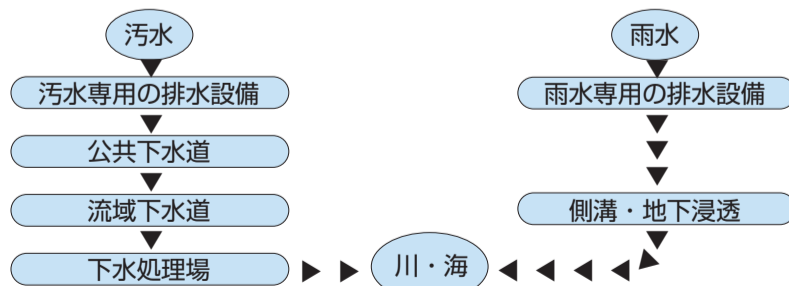 汚水
汚水専用の排水設備
公共下水道
流域下水道
下水処理場
雨水
雨水専用の排水設備
側溝・地下浸透
川・海